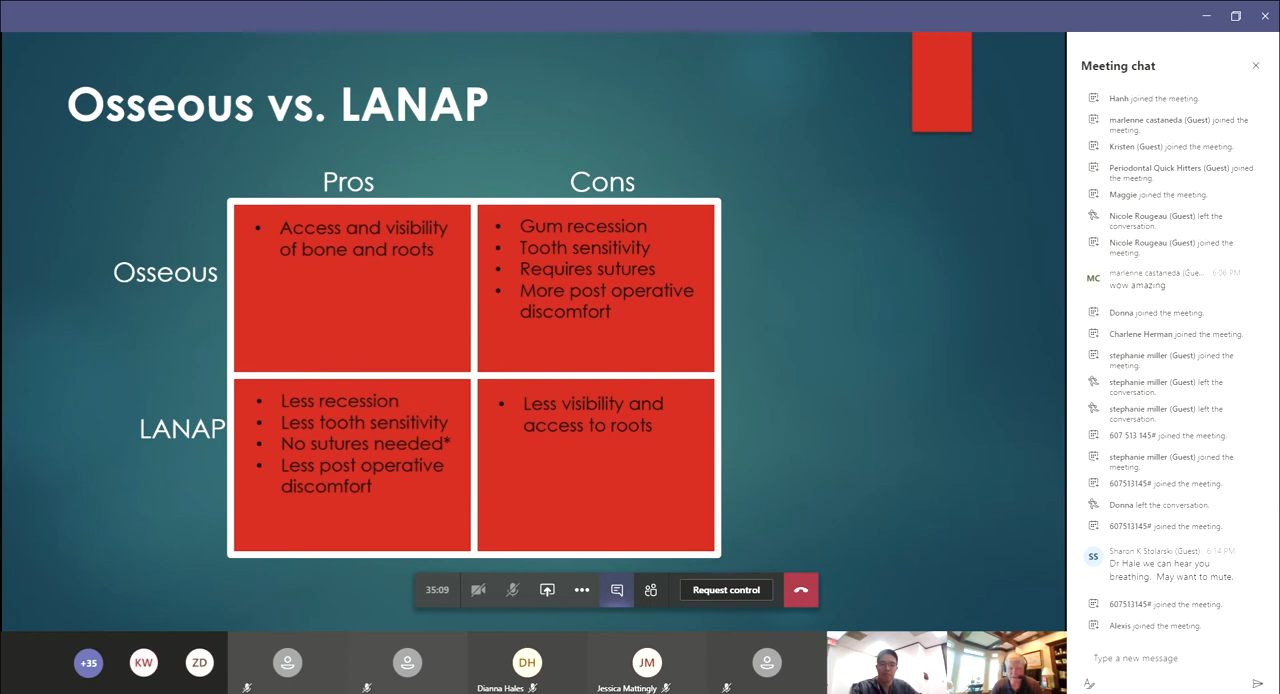 Osseous vs. LANAP
Pros
Cons
Osseous
• Access and visibility
of bone and roots
• Gum recession
• Tooth sensitivity
• Requires sutures
• More post operative
discomfort
LANAP
• Less recession
• Less tooth sensitivity
• No sutures needed*
• Less post operative
discomfort
• Less visibility and
access to roots
35:09
Request control
+35
KW
ZD
DH
Dianna Hales
JM
Jessica Mattingly
Meeting chat
Hanh joined the meeting.
marlenne castaneda (Guest) joined the
meeting.
Kristen (Guest) joined the meeting.
Periodontal Quick Hitters (Guest) joined
the meeting.
Maggie joined the meeting.
Nicole Rougeau (Guest) left the
conversation.
Nicole Rougeau (Guest) joined the
meeting.
MC
marlenne castaneda (Gue... 6:06 PM
wow amazing
Donna joined the meeting.
Charlene Herman joined the meeting.
stephanie miller (Guest) joined the
meeting.
stephanie miller (Guest) left the
conversation.
stephanie miller (Guest) left the
conversation.
607 513 145# joined the meeting.
stephanie miller (Guest) joined the
meeting.
607513145# joined the meeting.
Donna left the conversation.
607513145# joined the meeting.
SS
Sharon K Stolarski (Guest) 6:14 PM
Dr Hale we can hear you
breathing. May want to mute.
607513145# joined the meeting.
Alexis joined the meeting.
Type a new message